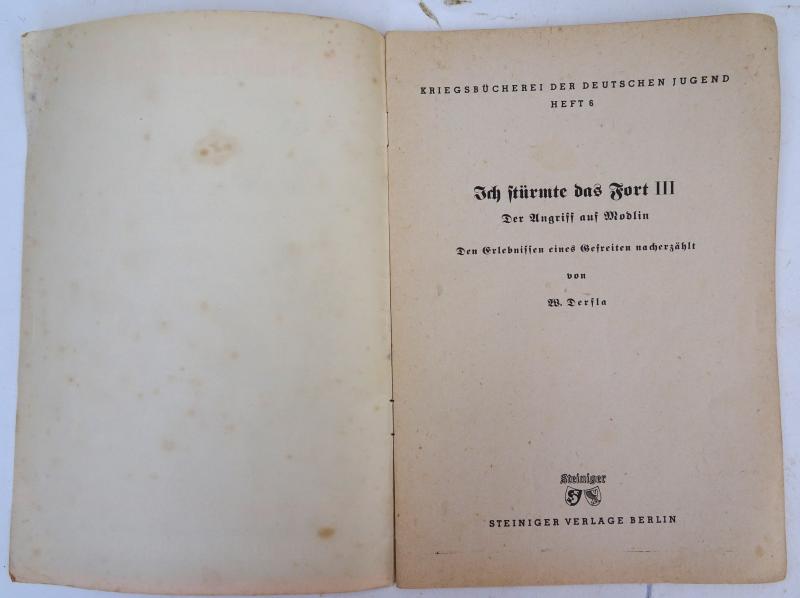 KRIEGSBÜCHEREI DER DEUTSCHEN JUGEND
HEFT 6
Ich stürmte das Fort III
Der Angriff auf Modlin
Den Erlebnissen eines Gefreiten nacherzählt
von
W. Derfla
Steiniger
STEINIGER VERLAGE BERLIN